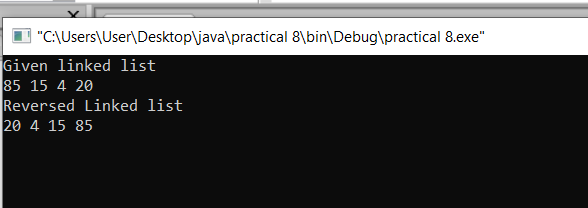 "C:\Users\User\Desktop\java\practical 8\bin\Debug\practical 8.exe"
Given linked list
85 15 4 20
Reversed Linked list
20 4 15 85